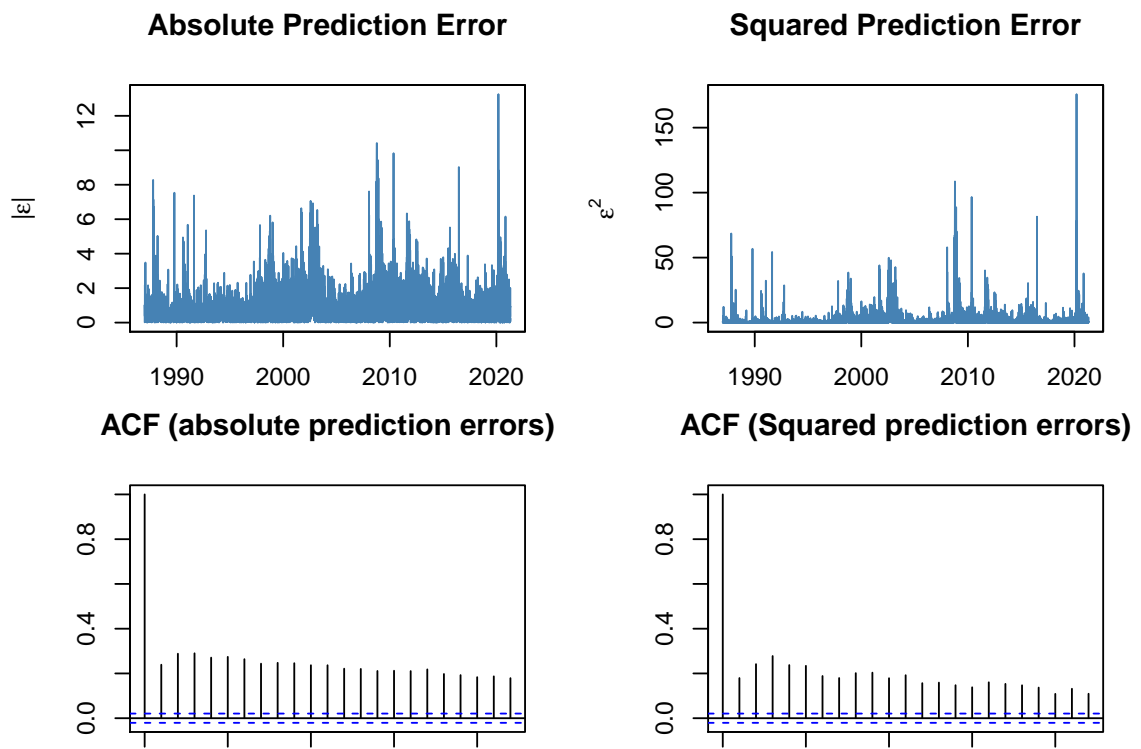 Absolute Prediction Error
|ε|
0 2 4 6 8 12
1990 2000 2010 2020
Squared Prediction Error
ε2
0 50 100 150
1990 2000 2010 2020
ACF (absolute prediction errors)
0.0 0.4 0.8
ACF (Squared prediction errors)
0.0 0.4 0.8